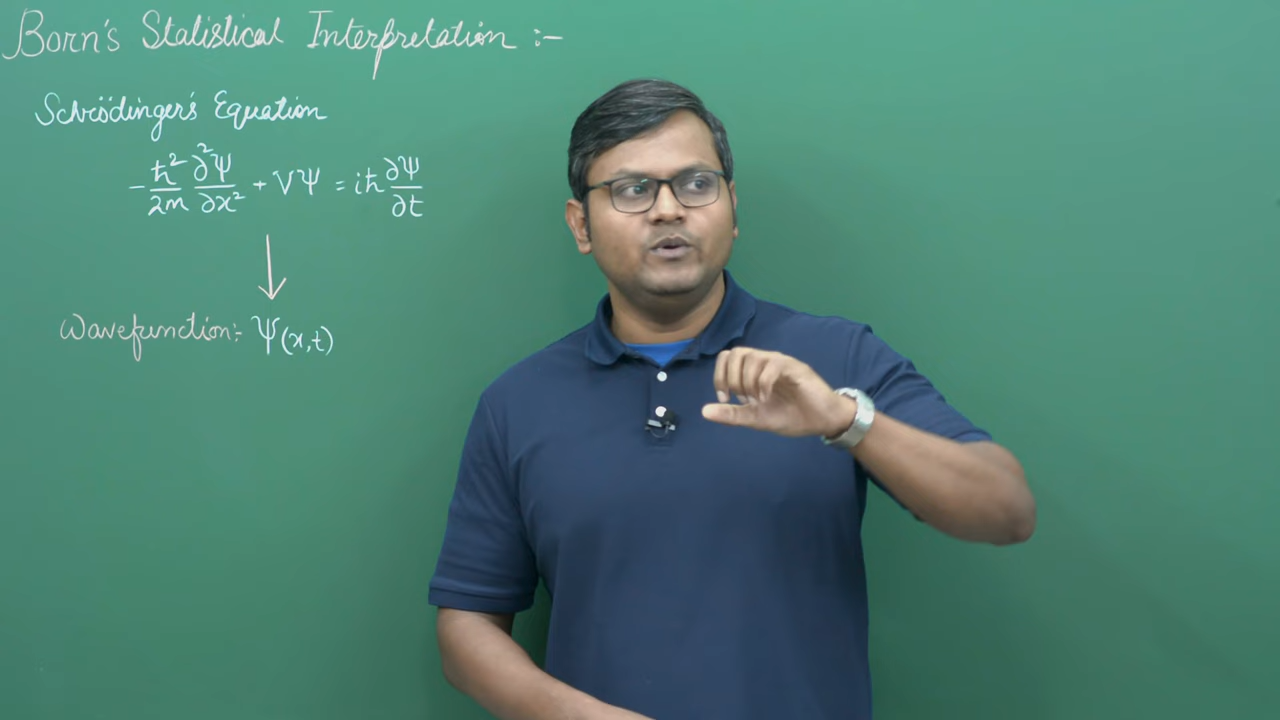 Born's Statistical Interpretation :-
Schrödinger's Equation
-ħ²/2m ∂²Ψ/∂x² + VΨ = iħ ∂Ψ/∂t
Wavefunction:- Ψ(x,t)